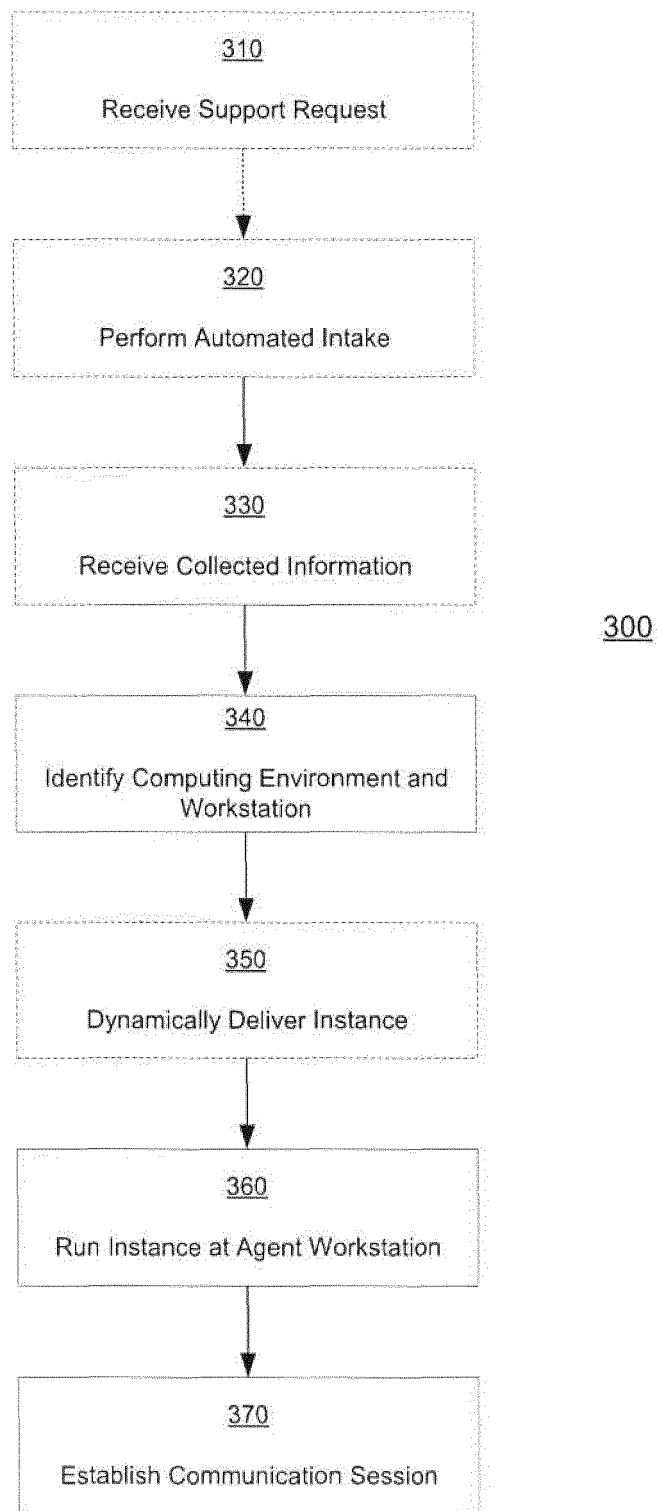 310
Receive Support Request
320
Perform Automated Intake
330
Receive Collected Information
300
340
Identify Computing Environment and
Workstation
350
Dynamically Deliver Instance
360
Run Instance at Agent Workstation
370
Establish Communication Session